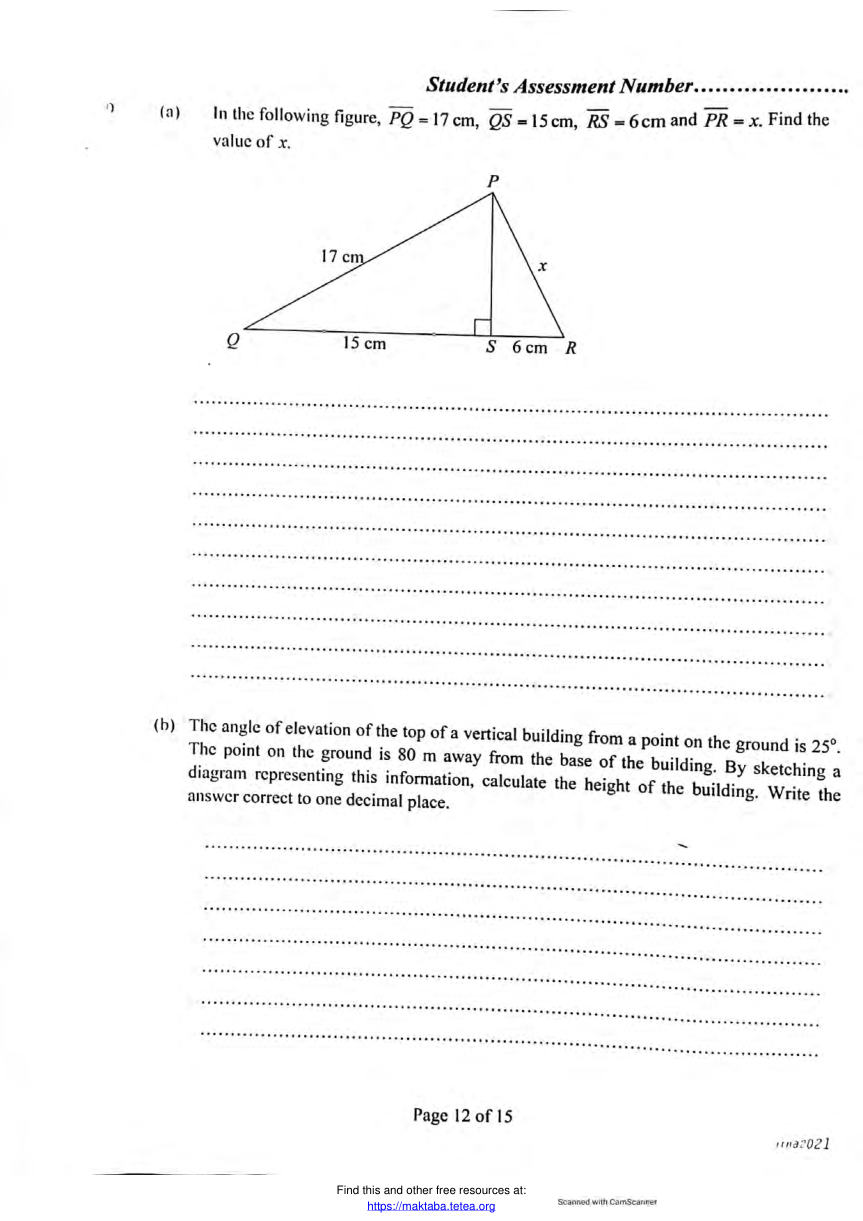 Student's Assessment Number......................
(a) In the following figure, PQ = 17 cm, QS = 15 cm, RS = 6 cm and PR = x. Find the
value of x.
P
17 cm
x
Q
15 cm
S
6 cm
R
(b) The angle of elevation of the top of a vertical building from a point on the ground is 25°.
The point on the ground is 80 m away from the base of the building. By sketching a
diagram representing this information, calculate the height of the building. Write the
answer correct to one decimal place.
Page 12 of 15
Find this and other free resources at:
https://maktaba.tetea.org
Scanned with CamScanner